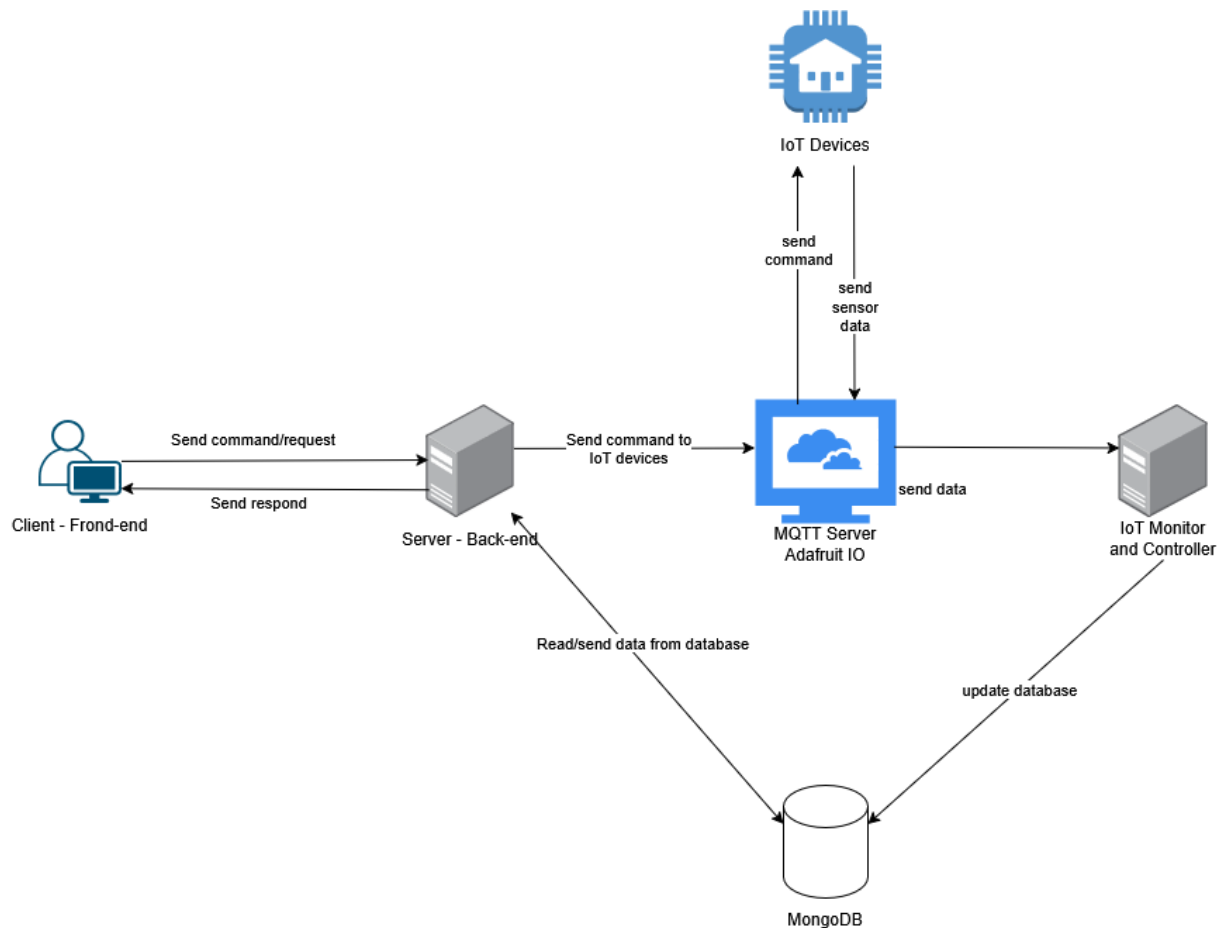 IoT Devices
send
command
send
sensor
data
Send command/request
Send command to
IoT devices
send data
Send respond
Client - Frond-end
Server - Back-end
MQTT Server
Adafruit IO
IoT Monitor
and Controller
Read/send data from database
update database
MongoDB